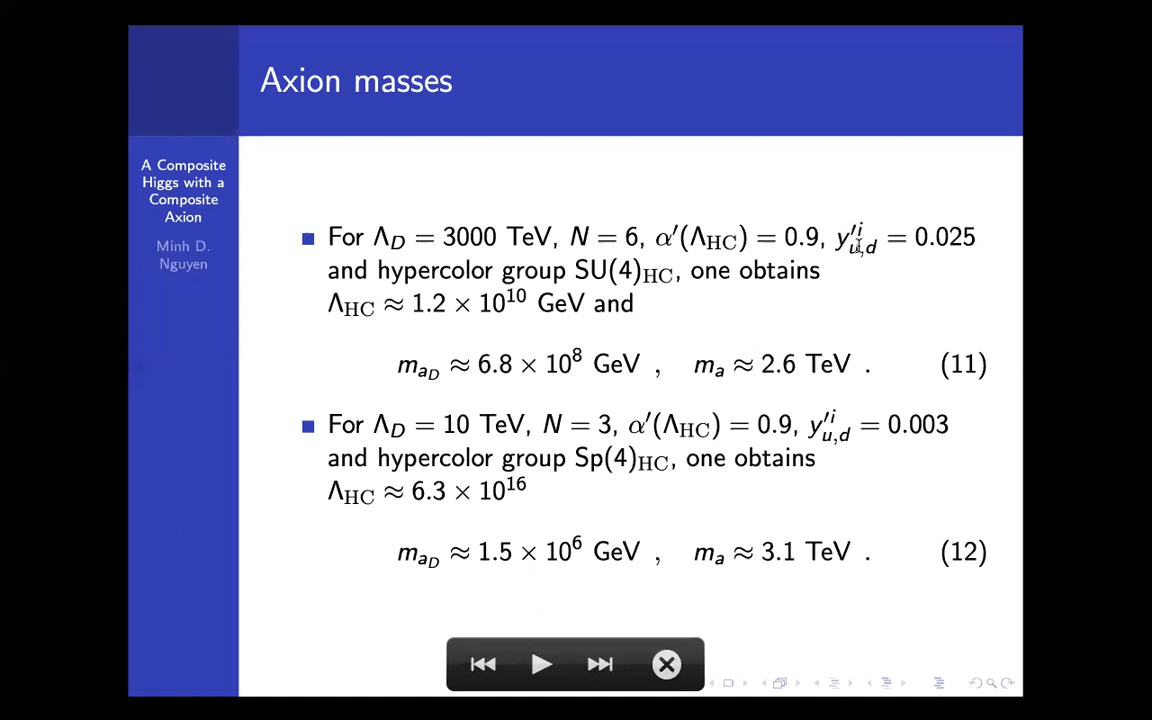 Axion masses
A Composite
Higgs with a
Composite
Axion
Minh D.
Nguyen
For Λ_D = 3000 TeV, N = 6, α′(Λ_HC) = 0.9, y′^i_{u,d} = 0.025
and hypercolor group SU(4)_HC, one obtains
Λ_HC ≈ 1.2 × 10^10 GeV and
m_{a_D} ≈ 6.8 × 10^8 GeV , m_a ≈ 2.6 TeV . (11)
For Λ_D = 10 TeV, N = 3, α′(Λ_HC) = 0.9, y′^i_{u,d} = 0.003
and hypercolor group Sp(4)_HC, one obtains
Λ_HC ≈ 6.3 × 10^16
m_{a_D} ≈ 1.5 × 10^6 GeV , m_a ≈ 3.1 TeV . (12)